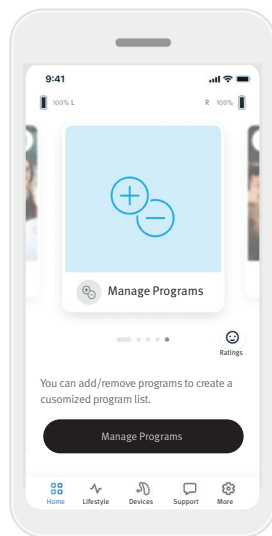 9:41
100% L
R 100%
Manage Programs
Ratings
You can add/remove programs to create a
cusomized program list.
Manage Programs
Home Lifestyle Devices Support More